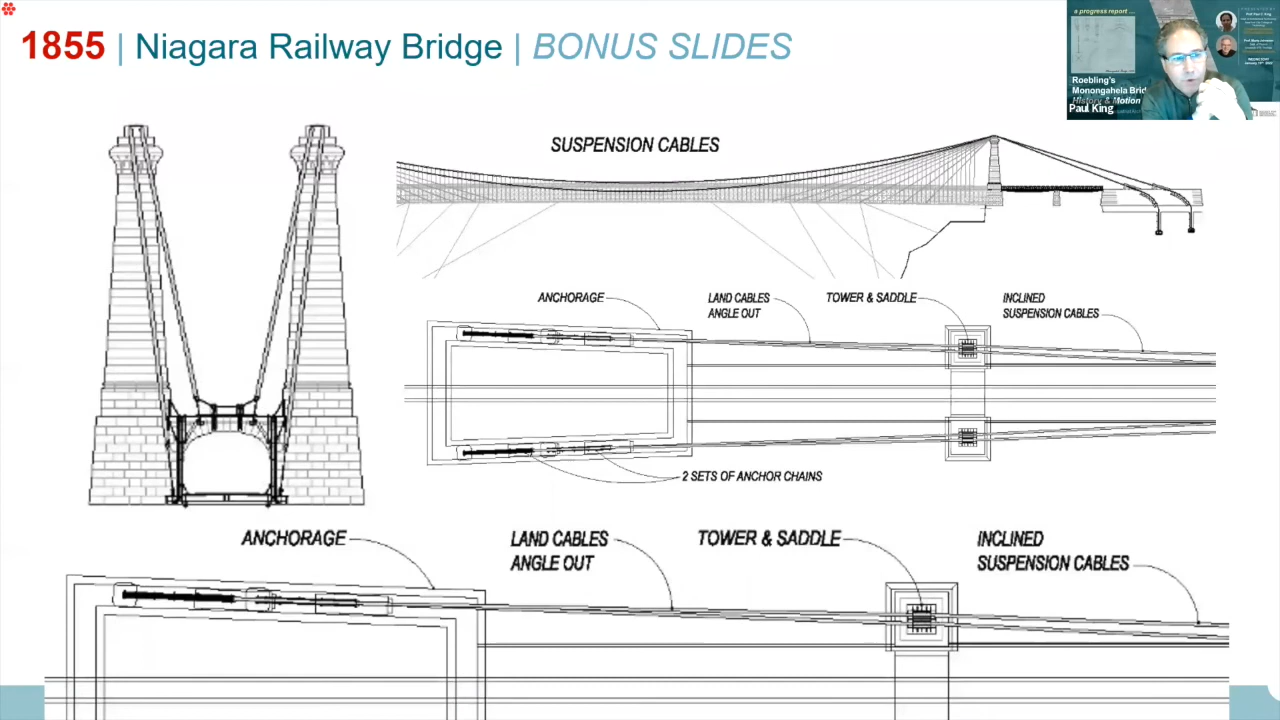 1855 | Niagara Railway Bridge | BONUS SLIDES
a progress report ...
Roebling's
Monongahela Brid
History & Motion
Paul King
SUSPENSION CABLES
ANCHORAGE
LAND CABLES
ANGLE OUT
TOWER & SADDLE
INCLINED
SUSPENSION CABLES
2 SETS OF ANCHOR CHAINS
ANCHORAGE
LAND CABLES
ANGLE OUT
TOWER & SADDLE
INCLINED
SUSPENSION CABLES